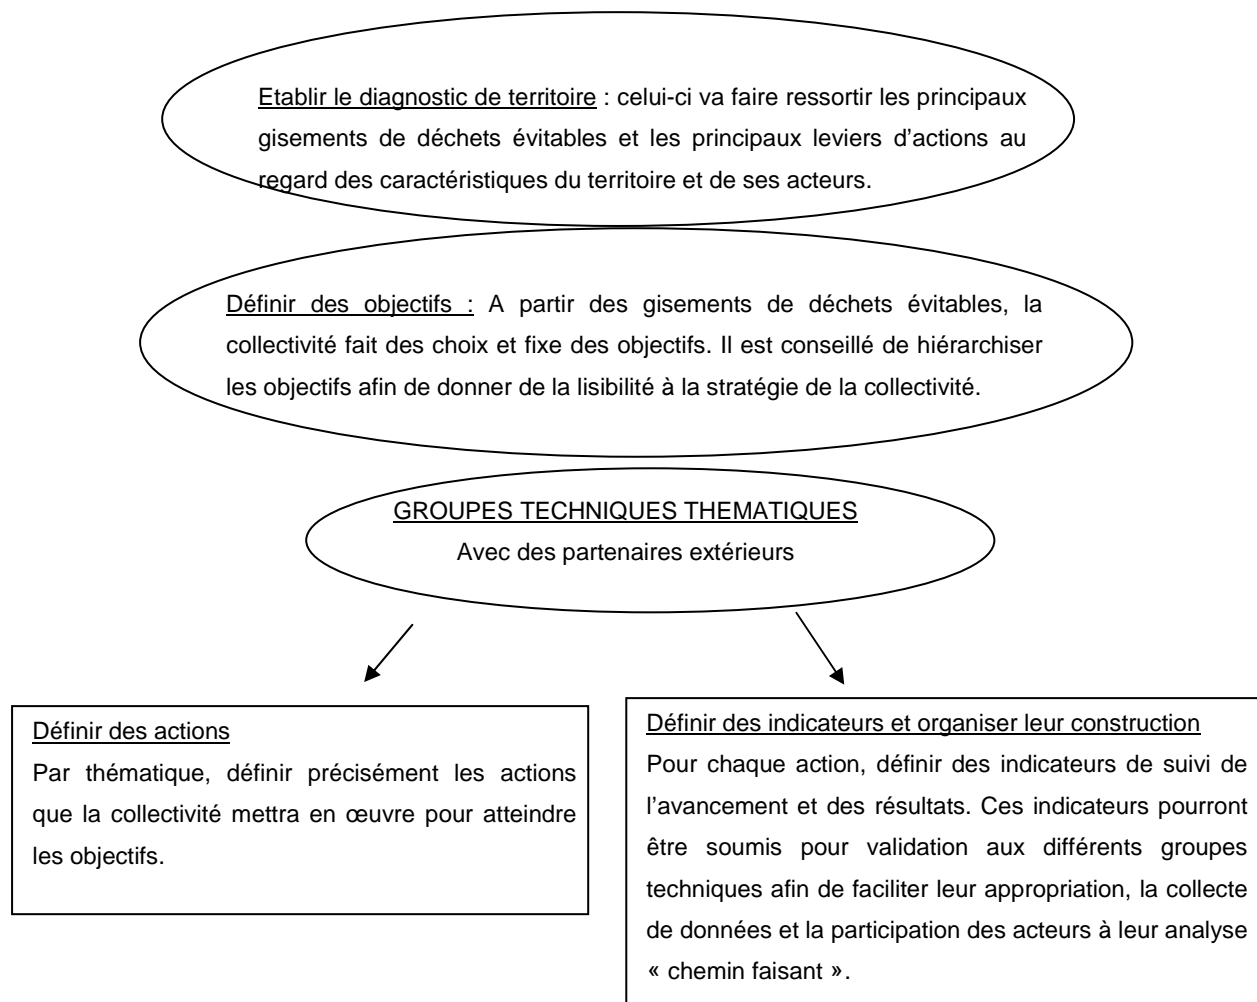 Etablir le diagnostic de territoire : celui-ci va faire ressortir les principaux
gisements de déchets évitables et les principaux leviers d’actions au
regard des caractéristiques du territoire et de ses acteurs.
Définir des objectifs : A partir des gisements de déchets évitables, la
collectivité fait des choix et fixe des objectifs. Il est conseillé de hiérarchiser
les objectifs afin de donner de la lisibilité à la stratégie de la collectivité.
GROUPES TECHNIQUES THEMATIQUES
Avec des partenaires extérieurs
Définir des actions
Par thématique, définir précisément les actions
que la collectivité mettra en œuvre pour atteindre
les objectifs.
Définir des indicateurs et organiser leur construction
Pour chaque action, définir des indicateurs de suivi de
l’avancement et des résultats. Ces indicateurs pourront
être soumis pour validation aux différents groupes
techniques afin de faciliter leur appropriation, la collecte
de données et la participation des acteurs à leur analyse
« chemin faisant ».